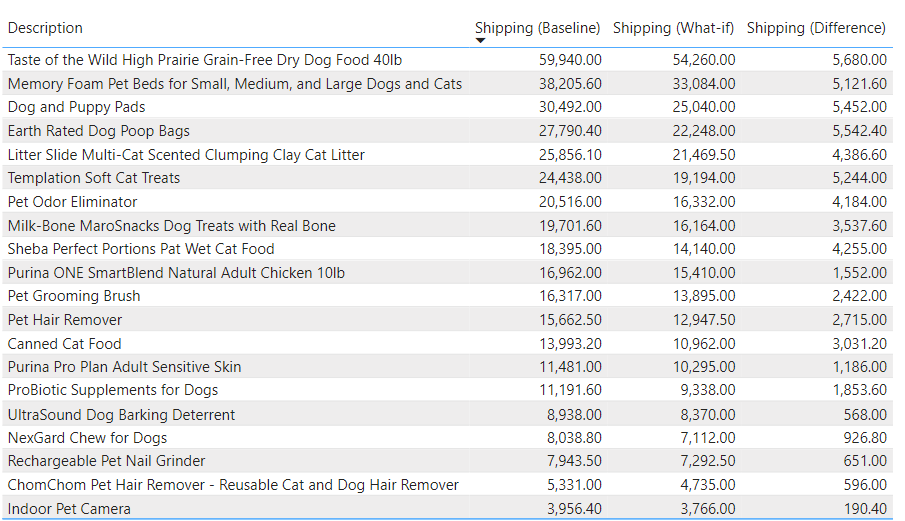 Description Shipping (Baseline) Shipping (What-if) Shipping (Difference)
Taste of the Wild High Prairie Grain-Free Dry Dog Food 40lb 59,940.00 54,260.00 5,680.00
Memory Foam Pet Beds for Small, Medium, and Large Dogs and Cats 38,205.60 33,084.00 5,121.60
Dog and Puppy Pads 30,492.00 25,040.00 5,452.00
Earth Rated Dog Poop Bags 27,790.40 22,248.00 5,542.40
Litter Slide Multi-Cat Scented Clumping Clay Cat Litter 25,856.10 21,469.50 4,386.60
Templation Soft Cat Treats 24,438.00 19,194.00 5,244.00
Pet Odor Eliminator 20,516.00 16,332.00 4,184.00
Milk-Bone MaroSnacks Dog Treats with Real Bone 19,701.60 16,164.00 3,537.60
Sheba Perfect Portions Pat Wet Cat Food 18,395.00 14,140.00 4,255.00
Purina ONE SmartBlend Natural Adult Chicken 10lb 16,962.00 15,410.00 1,552.00
Pet Grooming Brush 16,317.00 13,895.00 2,422.00
Pet Hair Remover 15,662.50 12,947.50 2,715.00
Canned Cat Food 13,993.20 10,962.00 3,031.20
Purina Pro Plan Adult Sensitive Skin 11,481.00 10,295.00 1,186.00
ProBiotic Supplements for Dogs 11,191.60 9,338.00 1,853.60
UltraSound Dog Barking Deterrent 8,938.00 8,370.00 568.00
NexGard Chew for Dogs 8,038.80 7,112.00 926.80
Rechargeable Pet Nail Grinder 7,943.50 7,292.50 651.00
ChomChom Pet Hair Remover - Reusable Cat and Dog Hair Remover 5,331.00 4,735.00 596.00
Indoor Pet Camera 3,956.40 3,766.00 190.40